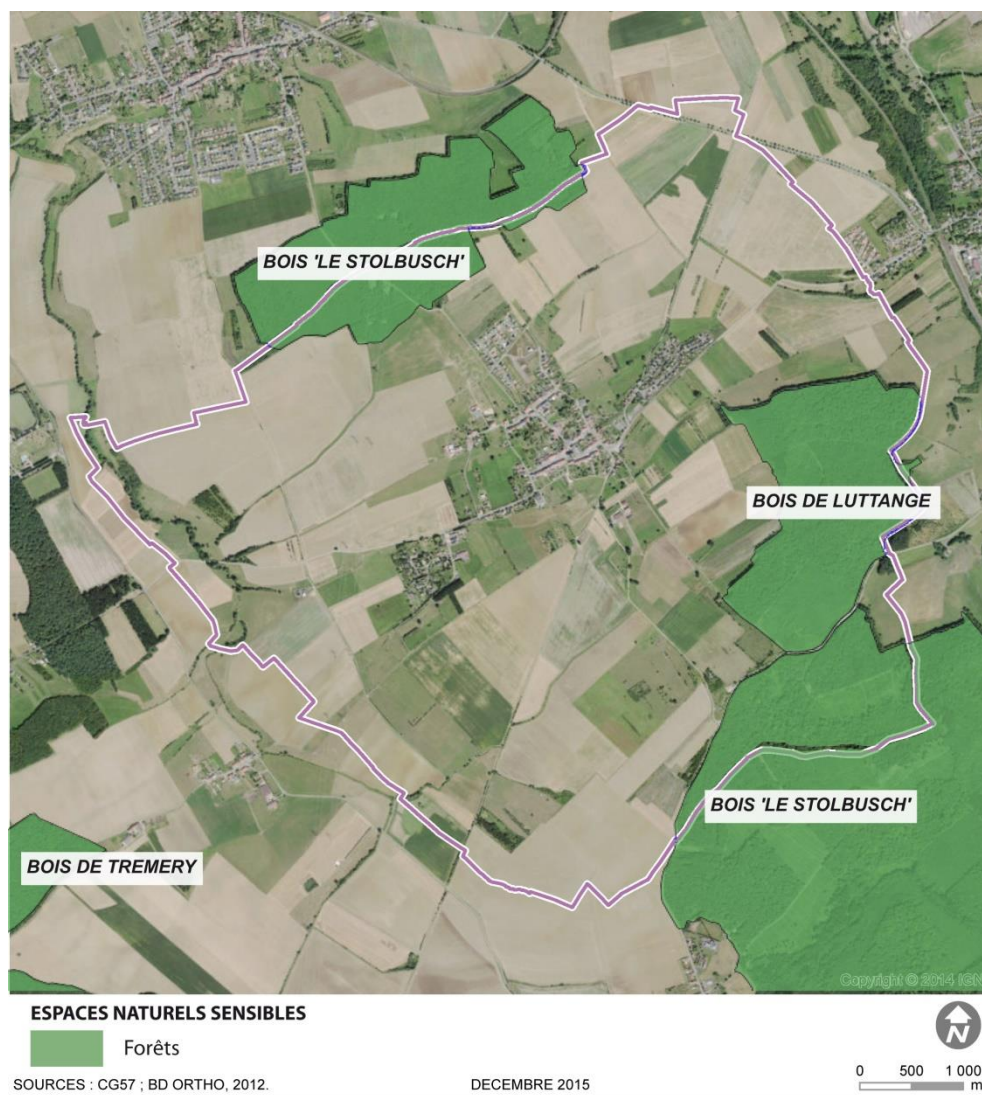 BOIS 'LE STOLBUSCH'
BOIS DE LUTTANGE
BOIS 'LE STOLBUSCH'
BOIS DE TREMERY
Copyright © 2014 IGN
ESPACES NATURELS SENSIBLES
Forêts
N
SOURCES : CG57 ; BD ORTHO, 2012.
DECEMBRE 2015
0 500 1 000
m